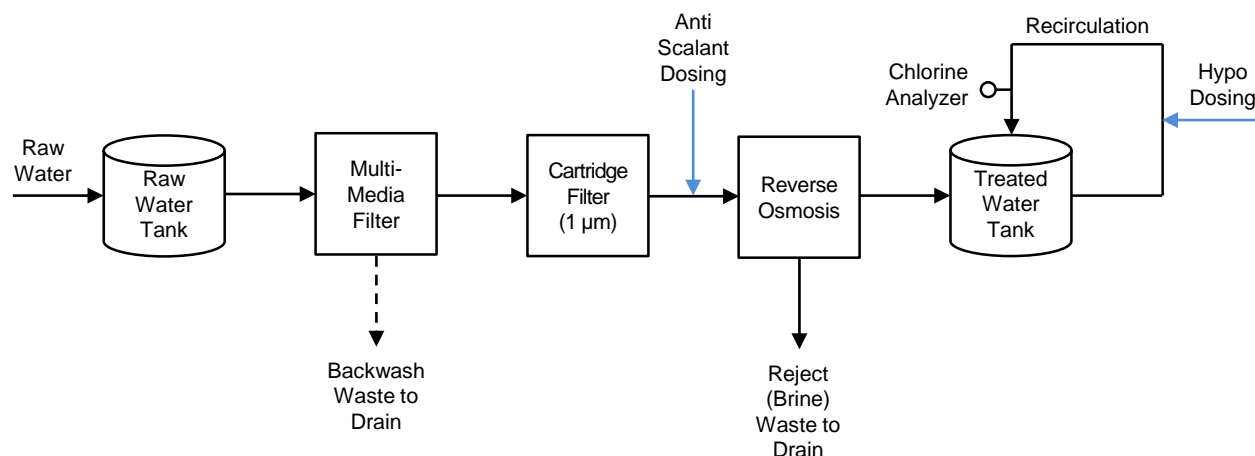 Raw
Water
Raw
Water
Tank
Multi-
Media
Filter
Backwash
Waste to
Drain
Cartridge
Filter
(1 µm)
Anti
Scalant
Dosing
Reverse
Osmosis
Reject
(Brine)
Waste to
Drain
Recirculation
Chlorine
Analyzer
Treated
Water
Tank
Hypo
Dosing